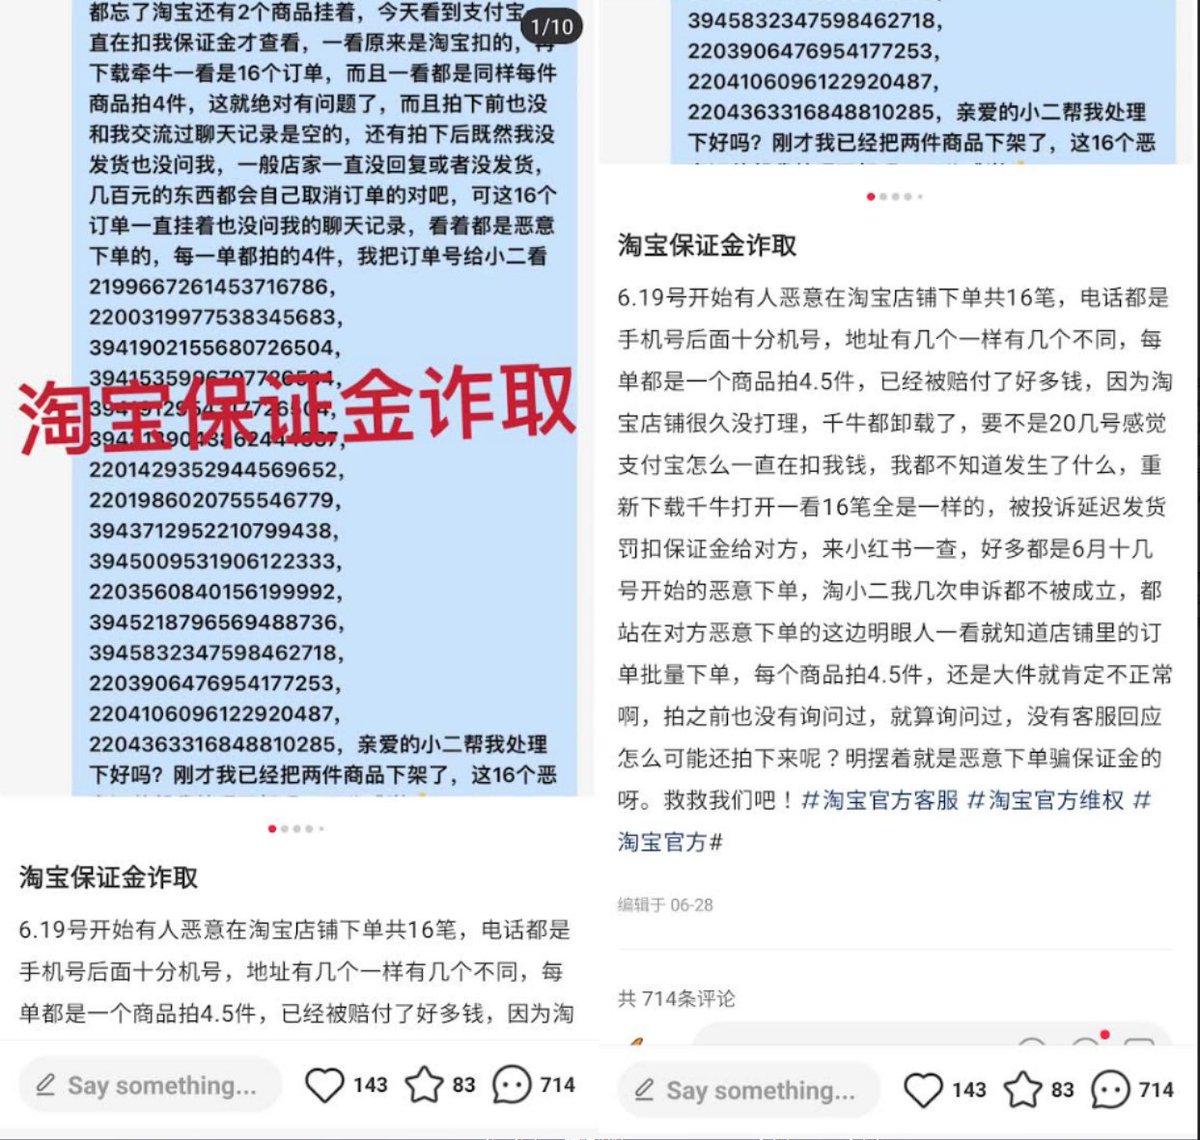 都忘了淘宝还有2个商品挂着，今天看到支付宝
1/10
直在扣我保证金才查看，一看原来是淘宝扣的，再
下载牵牛一看是16个订单，而且一看都是同样每件
商品拍4件，这就绝对有问题了，而且拍下前也没
和我交流过聊天记录是空的，还有拍下后既然我没
发货也没问我，一般店家一直没回复或者没发货，
几百元的东西都会自己取消订单的对吧，可这16个
订单一直挂着也没问我的聊天记录，看着都是恶意
下单的，每一单都拍的4件，我把订单号给小二看
2199667261453716786，
2200319977538345683，
3941902155680726504，
淘宝保证金诈取
2201429352944569652，
2201986020755546779，
3943712952210799438，
3945009531906122333，
2203560840156199992，
3945218796569488736，
3945832347598462718，
2203906476954177253，
2204106096122920487，
2204363316848810285，亲爱的小二帮我处理
下好吗？刚才我已经把两件商品下架了，这16个恶
淘宝保证金诈取
6.19号开始有人恶意在淘宝店铺下单共16笔，电话都是
手机号后面十分机号，地址有几个一样有几个不同，每
单都是一个商品拍4.5件，已经被赔付了好多钱，因为淘
Say something...
143
83
714
3945832347598462718，
2203906476954177253，
2204106096122920487，
2204363316848810285，亲爱的小二帮我处理
下好吗？刚才我已经把两件商品下架了，这16个恶
淘宝保证金诈取
6.19号开始有人恶意在淘宝店铺下单共16笔，电话都是
手机号后面十分机号，地址有几个一样有几个不同，每
单都是一个商品拍4.5件，已经被赔付了好多钱，因为淘
宝店铺很久没打理，千牛都卸载了，要不是20几号感觉
支付宝怎么一直在扣我钱，我都不知道发生了什么，重
新下载千牛打开一看16笔全是一样的，被投诉延迟发货
罚扣保证金给对方，来小红书一查，好多都是6月十几
号开始的恶意下单，淘小二我几次申诉都不被成立，都
站在对方恶意下单的这边明眼人一看就知道店铺里的订
单批量下单，每个商品拍4.5件，还是大件就肯定不正常
啊，拍之前也没有询问过，就算询问过，没有客服回应
怎么可能还拍下来呢？明摆着就是恶意下单骗保证金的
呀。救救我们吧！#淘宝官方客服 #淘宝官方维权 #
淘宝官方#
编辑于 06-28
共 714条评论
Say something...
143
83
714